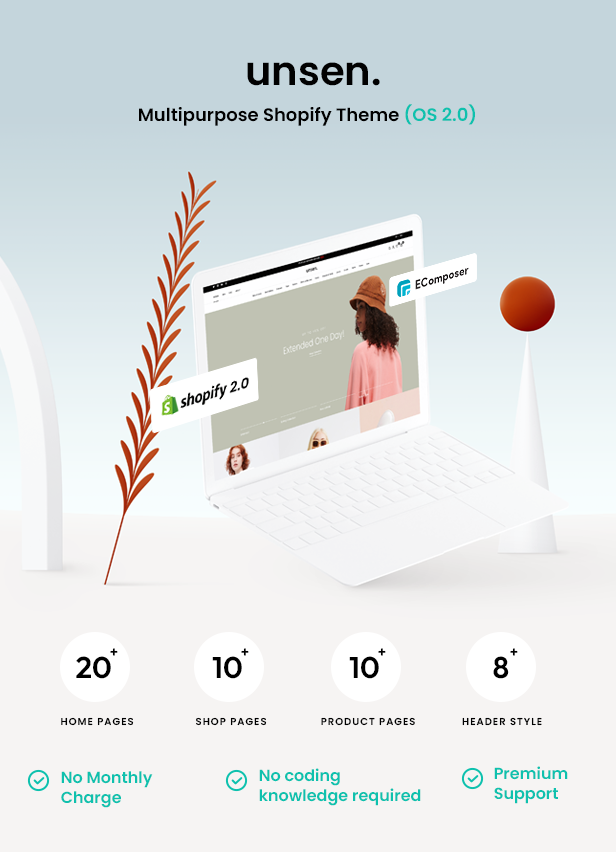 unsen.
Multipurpose Shopify Theme (OS 2.0)
EComposer
unsen.
Extended One Day!
shopify 2.0
20+
10+
10+
8+
HOME PAGES
SHOP PAGES
PRODUCT PAGES
HEADER STYLE
No Monthly
Charge
No coding
knowledge required
Premium
Support